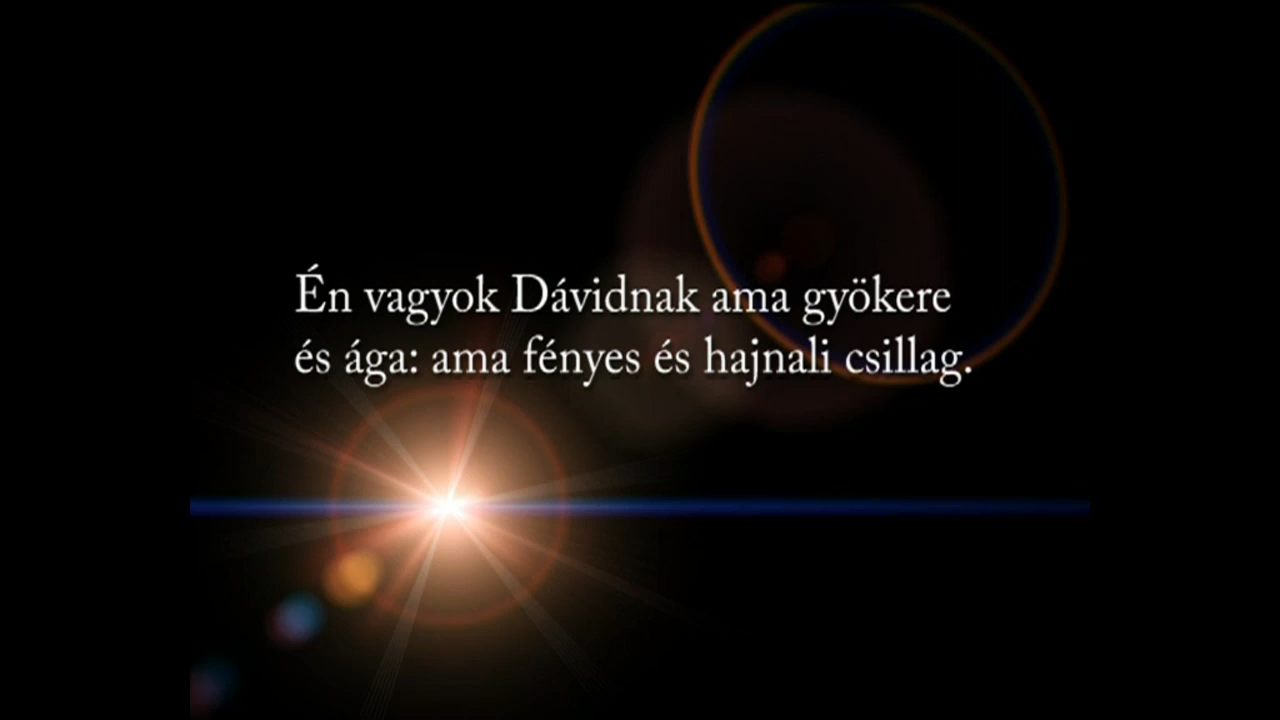 Én vagyok Dávidnak ama gyökere
és ága: ama fényes és hajnali csillag.